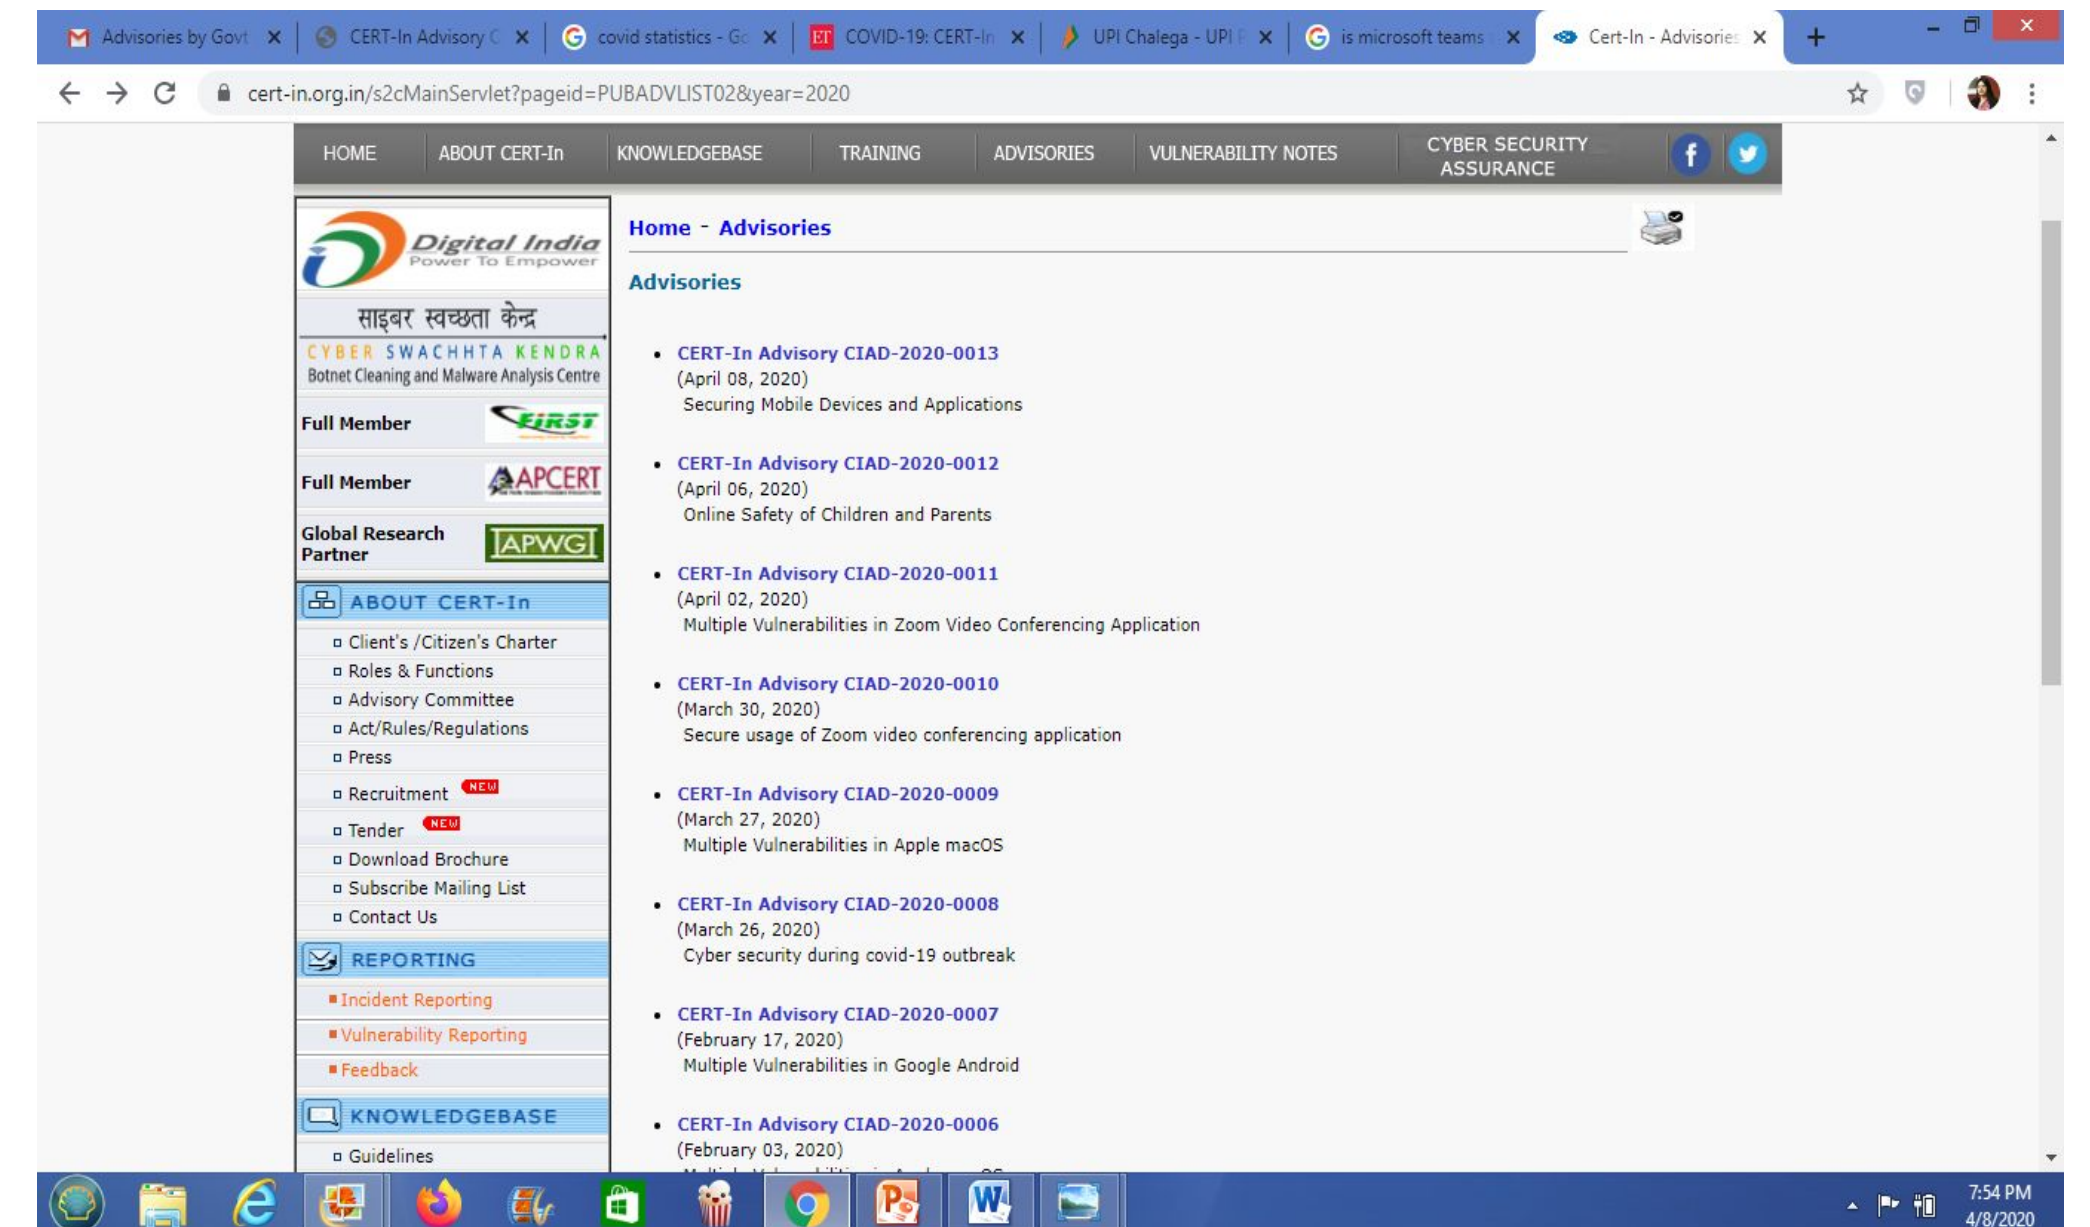 Advisories by Govt
CERT-In Advisory C
covid statistics - Go
ET COVID-19: CERT-In
UPI Chalega - UPI
is microsoft teams
Cert-In - Advisories
cert-in.org.in/s2cMainServlet?pageid=PUBADVLIST02&year=2020
HOME
ABOUT CERT-In
KNOWLEDGEBASE
TRAINING
ADVISORIES
VULNERABILITY NOTES
CYBER SECURITY
ASSURANCE
Digital India
Power To Empower
साइबर स्वच्छता केन्द्र
CYBER SWACHHTA KENDRA
Botnet Cleaning and Malware Analysis Centre
Full Member FiRST
Full Member APCERT
Global Research
Partner
APWG
ABOUT CERT-In
Client's /Citizen's Charter
Roles & Functions
Advisory Committee
Act/Rules/Regulations
Press
Recruitment NEW
Tender NEW
Download Brochure
Subscribe Mailing List
Contact Us
REPORTING
Incident Reporting
Vulnerability Reporting
Feedback
KNOWLEDGEBASE
Guidelines
Home - Advisories
Advisories
CERT-In Advisory CIAD-2020-0013
(April 08, 2020)
Securing Mobile Devices and Applications
CERT-In Advisory CIAD-2020-0012
(April 06, 2020)
Online Safety of Children and Parents
CERT-In Advisory CIAD-2020-0011
(April 02, 2020)
Multiple Vulnerabilities in Zoom Video Conferencing Application
CERT-In Advisory CIAD-2020-0010
(March 30, 2020)
Secure usage of Zoom video conferencing application
CERT-In Advisory CIAD-2020-0009
(March 27, 2020)
Multiple Vulnerabilities in Apple macOS
CERT-In Advisory CIAD-2020-0008
(March 26, 2020)
Cyber security during covid-19 outbreak
CERT-In Advisory CIAD-2020-0007
(February 17, 2020)
Multiple Vulnerabilities in Google Android
CERT-In Advisory CIAD-2020-0006
(February 03, 2020)
7:54 PM
4/8/2020